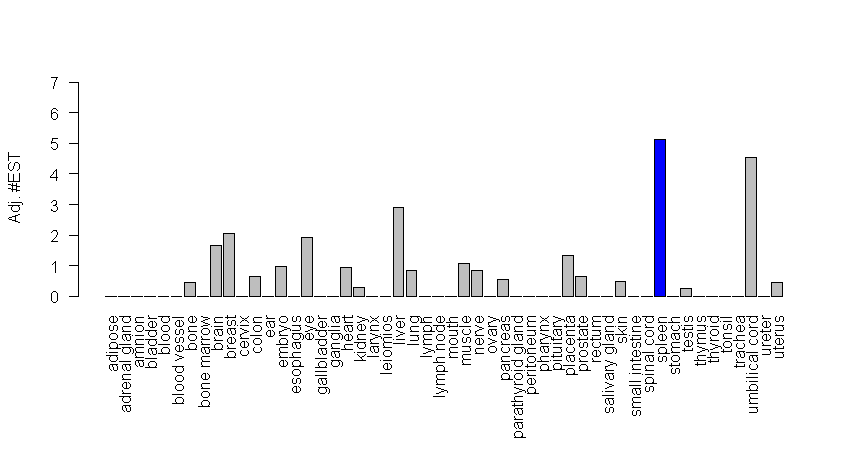 7
6
5
4
3
2
1
0
Adj. #EST
adipose
adrenal gland
amnion
bladder
blood
blood vessel
bone
bone marrow
brain
breast
cervix
colon
ear
embryo
esophagus
eye
gallbladder
ganglia
heart
kidney
larynx
leiomios
liver
lung
lymph
lymph node
mouth
muscle
nerve
ovary
pancreas
parathyroid gland
peritoneum
pharynx
pituitary
placenta
prostate
rectum
salivary gland
skin
small intestine
spinal cord
spleen
stomach
testis
thymus
thyroid
tonsil
trachea
umbilical cord
ureter
uterus